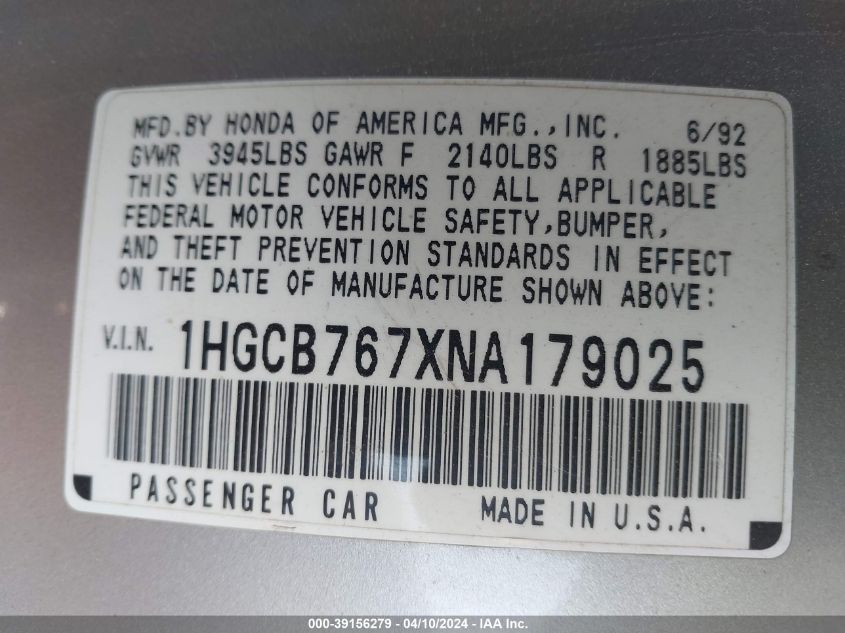 MFD.BY HONDA OF AMERICA MFG.,INC. 6/92
GVWR 3945LBS GAWR F 2140LBS R 1885LBS
THIS VEHICLE CONFORMS TO ALL APPLICABLE
FEDERAL MOTOR VEHICLE SAFETY,BUMPER,
AND THEFT PREVENTION STANDARDS IN EFFECT
ON THE DATE OF MANUFACTURE SHOWN ABOVE:
V.I.N. 1HGCB767XNA179025
PASSENGER CAR MADE IN U.S.A.
000-39156279 - 04/10/2024 - IAA Inc.